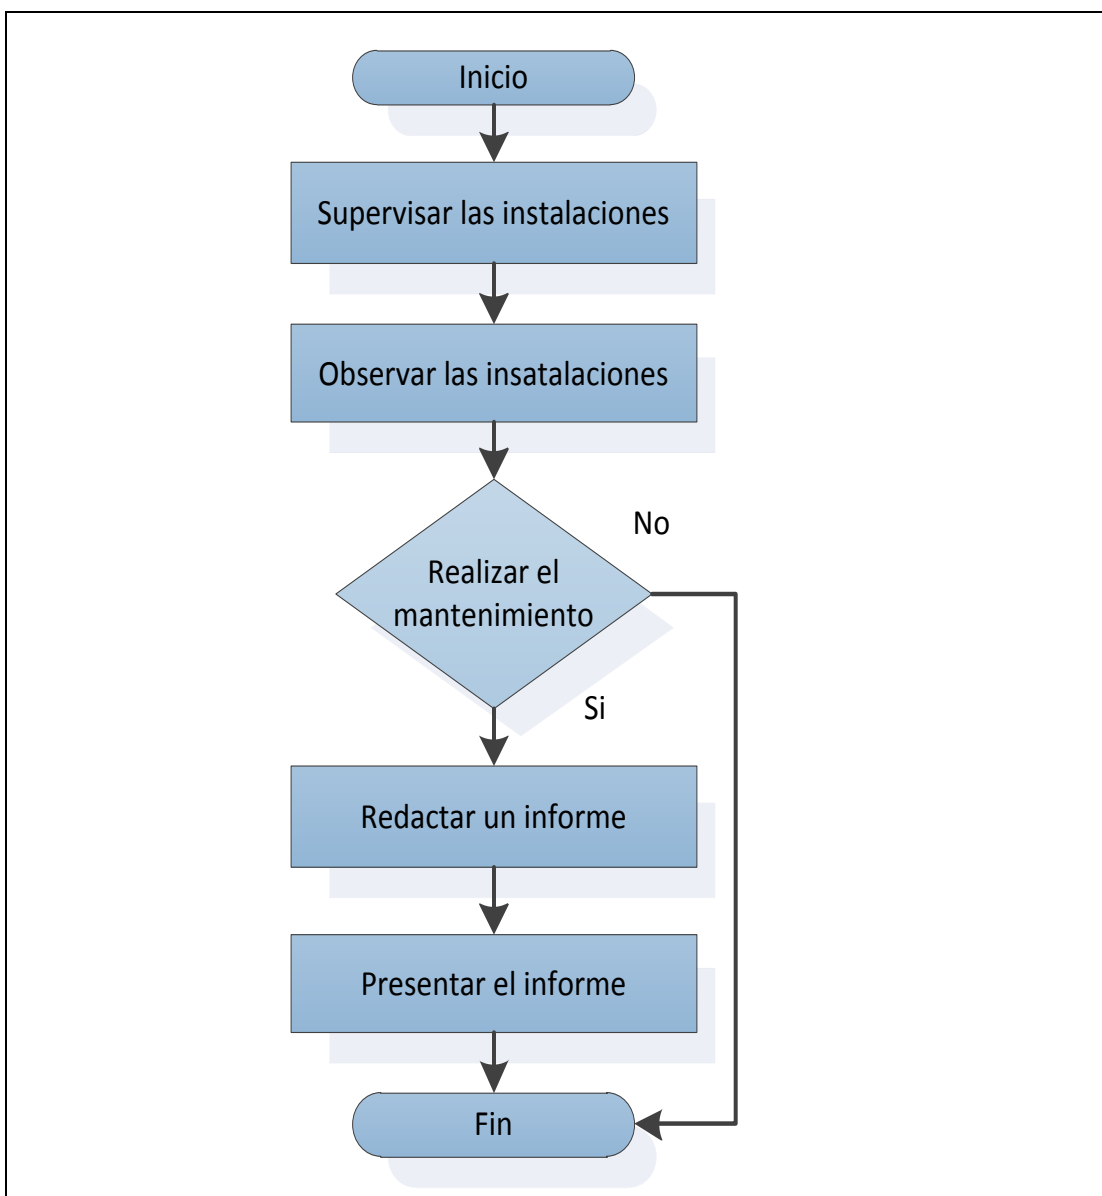 Inicio
Supervisar las instalaciones
Observar las insatalaciones
No
Realizar el
mantenimiento
Si
Redactar un informe
Presentar el informe
Fin